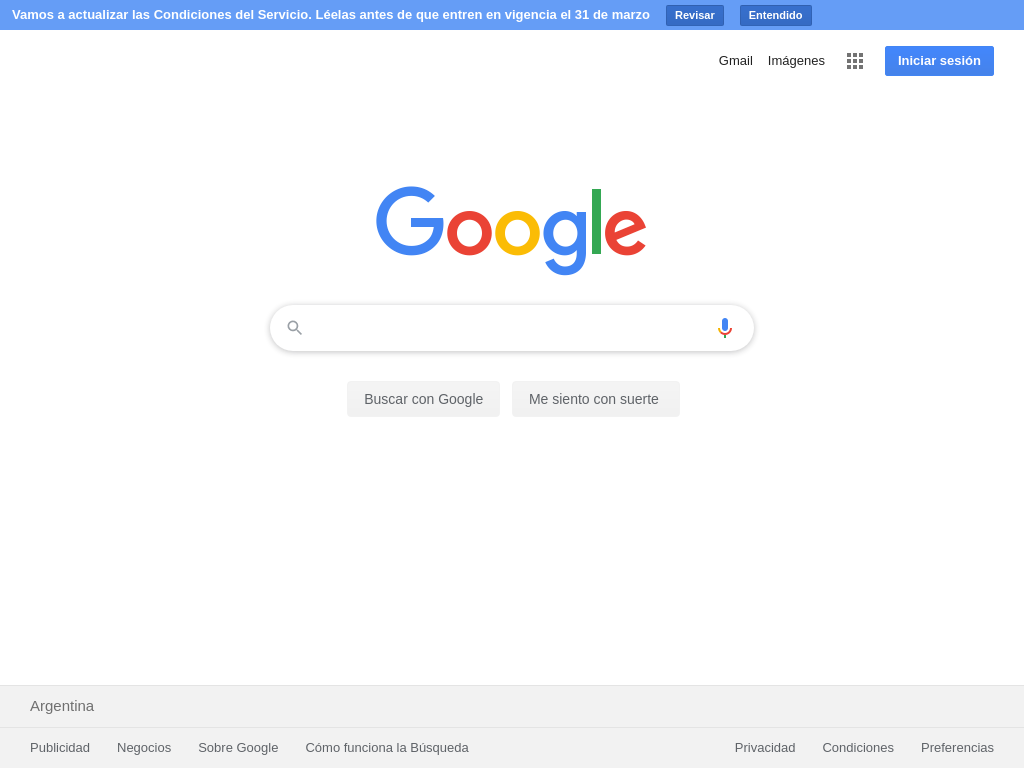 Vamos a actualizar las Condiciones del Servicio. Léelas antes de que entren en vigencia el 31 de marzo Revisar Entendido
Gmail Imágenes Iniciar sesión
Google
Buscar con Google Me siento con suerte
Argentina
Publicidad Negocios Sobre Google Cómo funciona la Búsqueda Privacidad Condiciones Preferencias